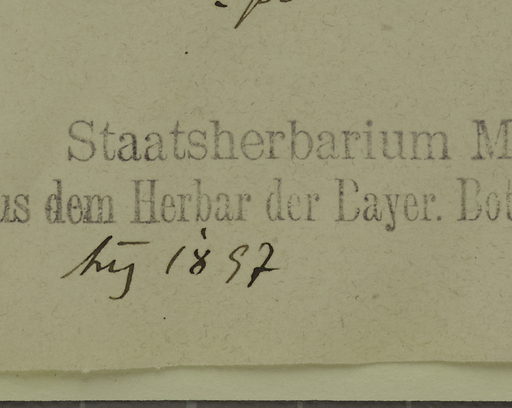 Staatsherbarium M
us dem Herbar der Bayer. Bot
1897